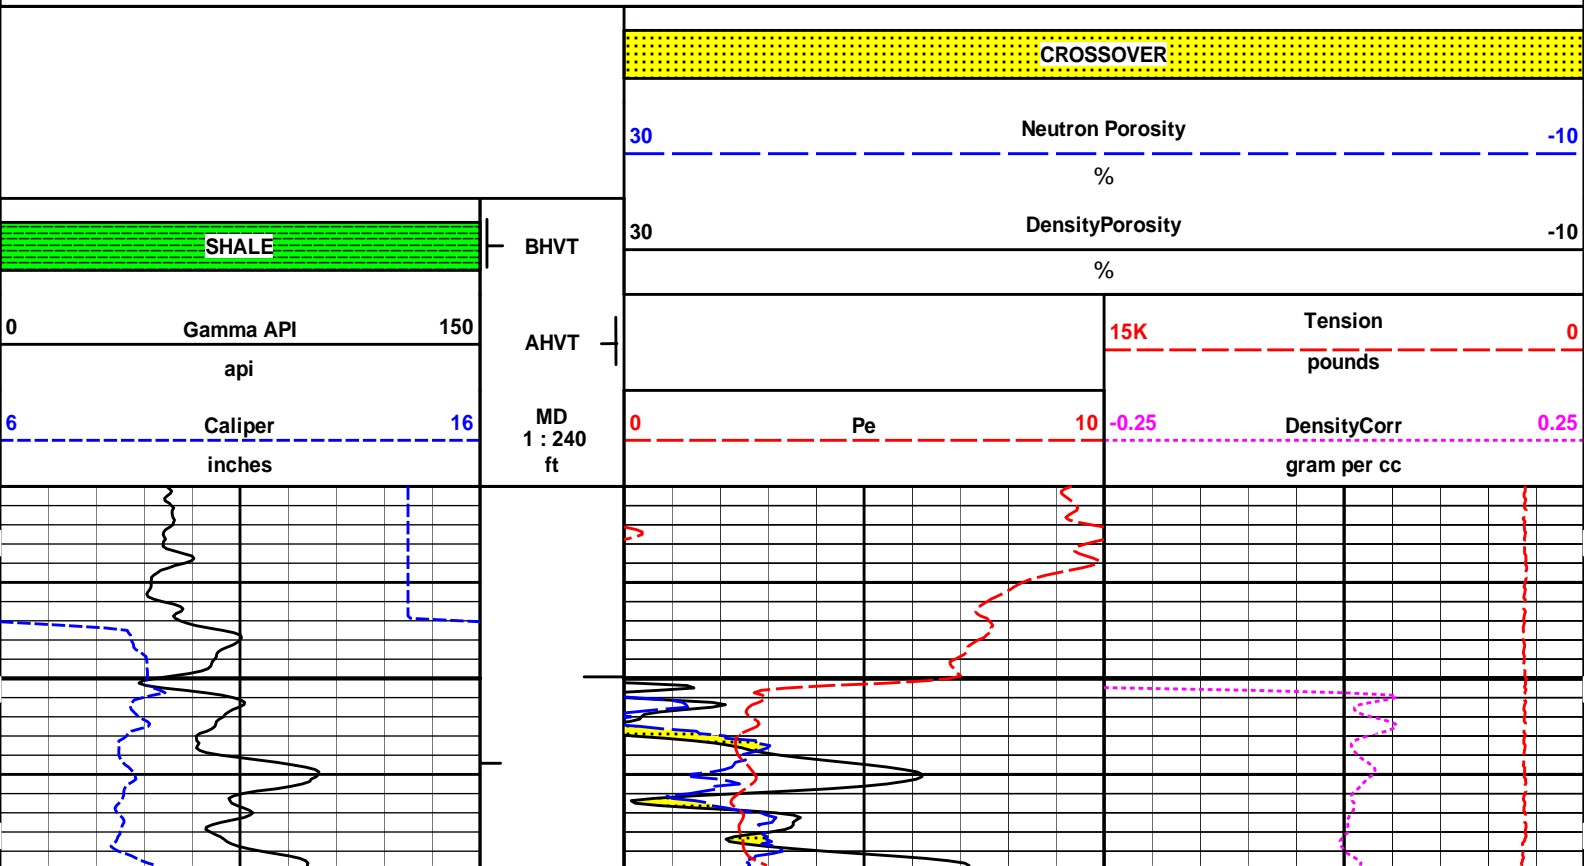 CROSSOVER
30 Neutron Porosity -10
%
30 DensityPorosity -10
%
SHALE
BHVT
0 Gamma API 150
api
AHVT
15K Tension 0
pounds
6 Caliper 16
inches
MD
1 : 240
ft
0 Pe 10
-0.25 DensityCorr 0.25
gram per cc